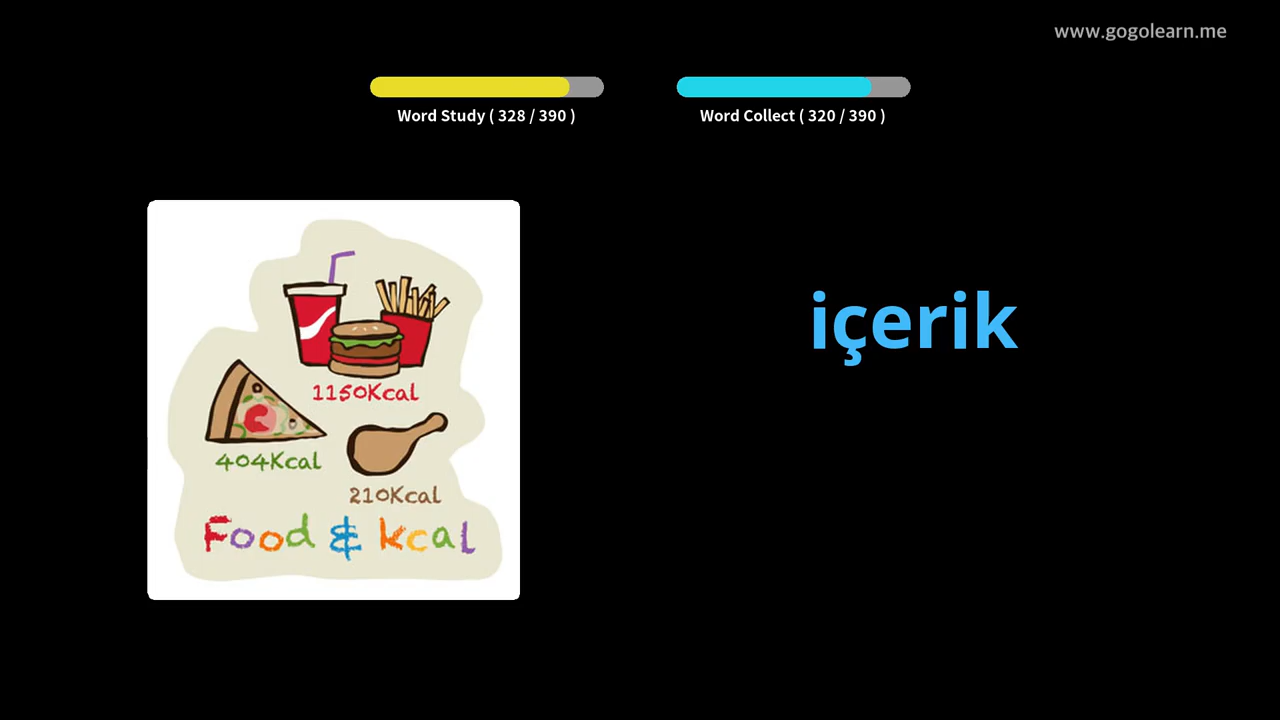 www.gogolearn.me
Word Study ( 328 / 390 )
Word Collect ( 320 / 390 )
içerik
1150Kcal
404Kcal
210Kcal
Food & kcal